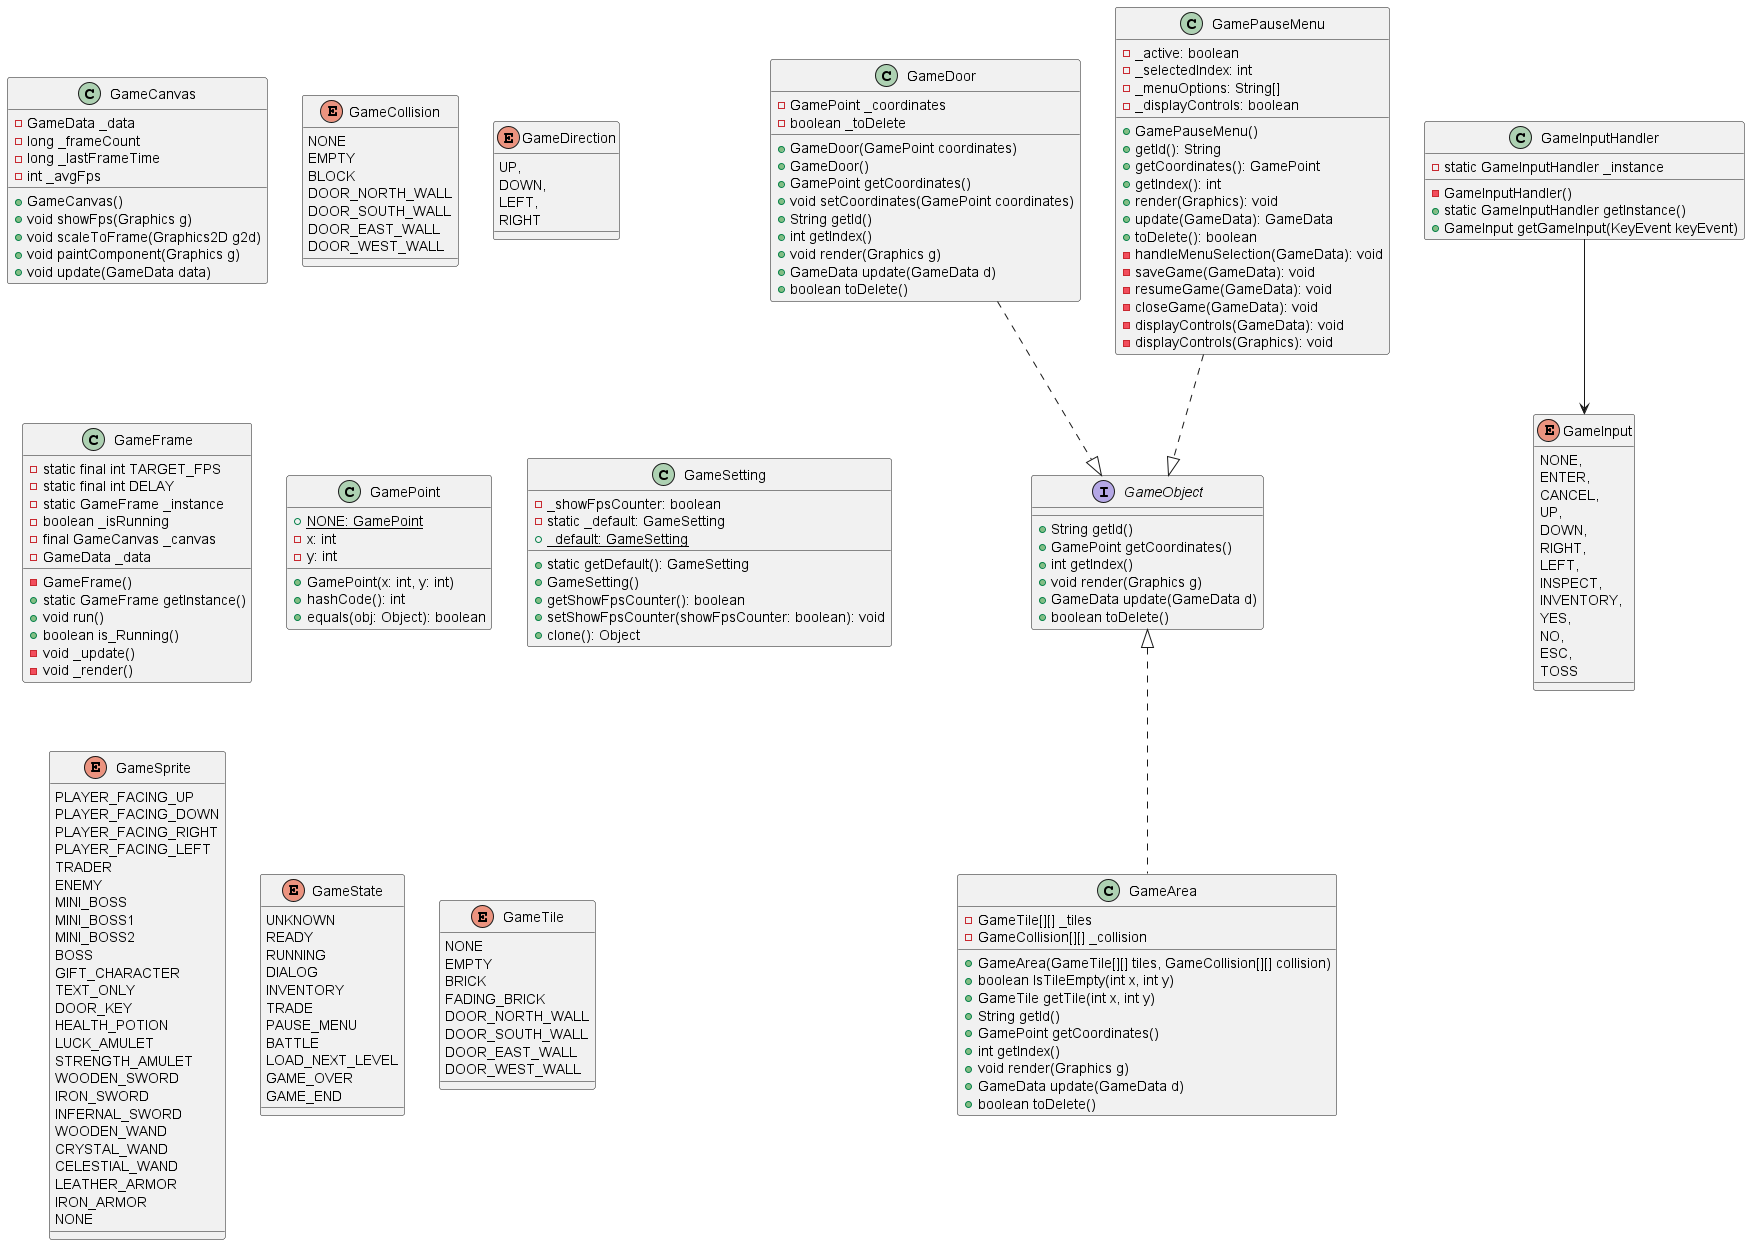 C GameCanvas
GameData _data
long _frameCount
long _lastFrameTime
int _avgFps
GameCanvas()
void showFps(Graphics g)
void scaleToFrame(Graphics2D g2d)
void paintComponent(Graphics g)
void update(GameData data)
E GameCollision
NONE
EMPTY
BLOCK
DOOR_NORTH_WALL
DOOR_SOUTH_WALL
DOOR_EAST_WALL
DOOR_WEST_WALL
E GameDirection
UP,
DOWN,
LEFT,
RIGHT
C GameDoor
GamePoint _coordinates
boolean _toDelete
GameDoor(GamePoint coordinates)
GameDoor()
GamePoint getCoordinates()
void setCoordinates(GamePoint coordinates)
String getId()
int getIndex()
void render(Graphics g)
GameData update(GameData d)
boolean toDelete()
C GamePauseMenu
_active: boolean
_selectedIndex: int
_menuOptions: String[]
_displayControls: boolean
GamePauseMenu()
getId(): String
getCoordinates(): GamePoint
getIndex(): int
render(Graphics): void
update(GameData): GameData
toDelete(): boolean
handleMenuSelection(GameData): void
saveGame(GameData): void
resumeGame(GameData): void
closeGame(GameData): void
displayControls(GameData): void
displayControls(Graphics): void
C GameInputHandler
static GameInputHandler _instance
GameInputHandler()
static GameInputHandler getInstance()
GameInput getGameInput(KeyEvent keyEvent)
C GameFrame
static final int TARGET_FPS
static final int DELAY
static GameFrame _instance
boolean _isRunning
final GameCanvas _canvas
GameData _data
GameFrame()
static GameFrame getInstance()
void run()
boolean is_Running()
void _update()
void _render()
C GamePoint
NONE: GamePoint
x: int
y: int
GamePoint(x: int, y: int)
hashCode(): int
equals(obj: Object): boolean
C GameSetting
_showFpsCounter: boolean
static _default: GameSetting
_default: GameSetting
static getDefault(): GameSetting
GameSetting()
getShowFpsCounter(): boolean
setShowFpsCounter(showFpsCounter: boolean): void
clone(): Object
I GameObject
String getId()
GamePoint getCoordinates()
int getIndex()
void render(Graphics g)
GameData update(GameData d)
boolean toDelete()
E GameInput
NONE,
ENTER,
CANCEL,
UP,
DOWN,
RIGHT,
LEFT,
INSPECT,
INVENTORY,
YES,
NO,
ESC,
TOSS
E GameSprite
PLAYER_FACING_UP
PLAYER_FACING_DOWN
PLAYER_FACING_RIGHT
PLAYER_FACING_LEFT
TRADER
ENEMY
MINI_BOSS
MINI_BOSS1
MINI_BOSS2
BOSS
GIFT_CHARACTER
TEXT_ONLY
DOOR_KEY
HEALTH_POTION
LUCK_AMULET
STRENGTH_AMULET
WOODEN_SWORD
IRON_SWORD
INFERNAL_SWORD
WOODEN_WAND
CRYSTAL_WAND
CELESTIAL_WAND
LEATHER_ARMOR
IRON_ARMOR
NONE
E GameState
UNKNOWN
READY
RUNNING
DIALOG
INVENTORY
TRADE
PAUSE_MENU
BATTLE
LOAD_NEXT_LEVEL
GAME_OVER
GAME_END
E GameTile
NONE
EMPTY
BRICK
FADING_BRICK
DOOR_NORTH_WALL
DOOR_SOUTH_WALL
DOOR_EAST_WALL
DOOR_WEST_WALL
C GameArea
GameTile[][] _tiles
GameCollision[][] _collision
GameArea(GameTile[][] tiles, GameCollision[][] collision)
boolean IsTileEmpty(int x, int y)
GameTile getTile(int x, int y)
String getId()
GamePoint getCoordinates()
int getIndex()
void render(Graphics g)
GameData update(GameData d)
boolean toDelete()